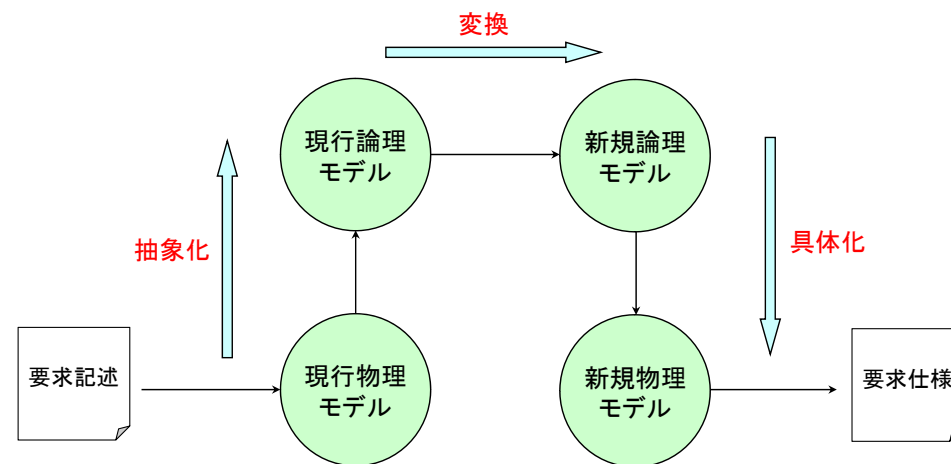 変換
現行論理
モデル
新規論理
モデル
抽象化
具体化
要求記述
現行物理
モデル
新規物理
モデル
要求仕様